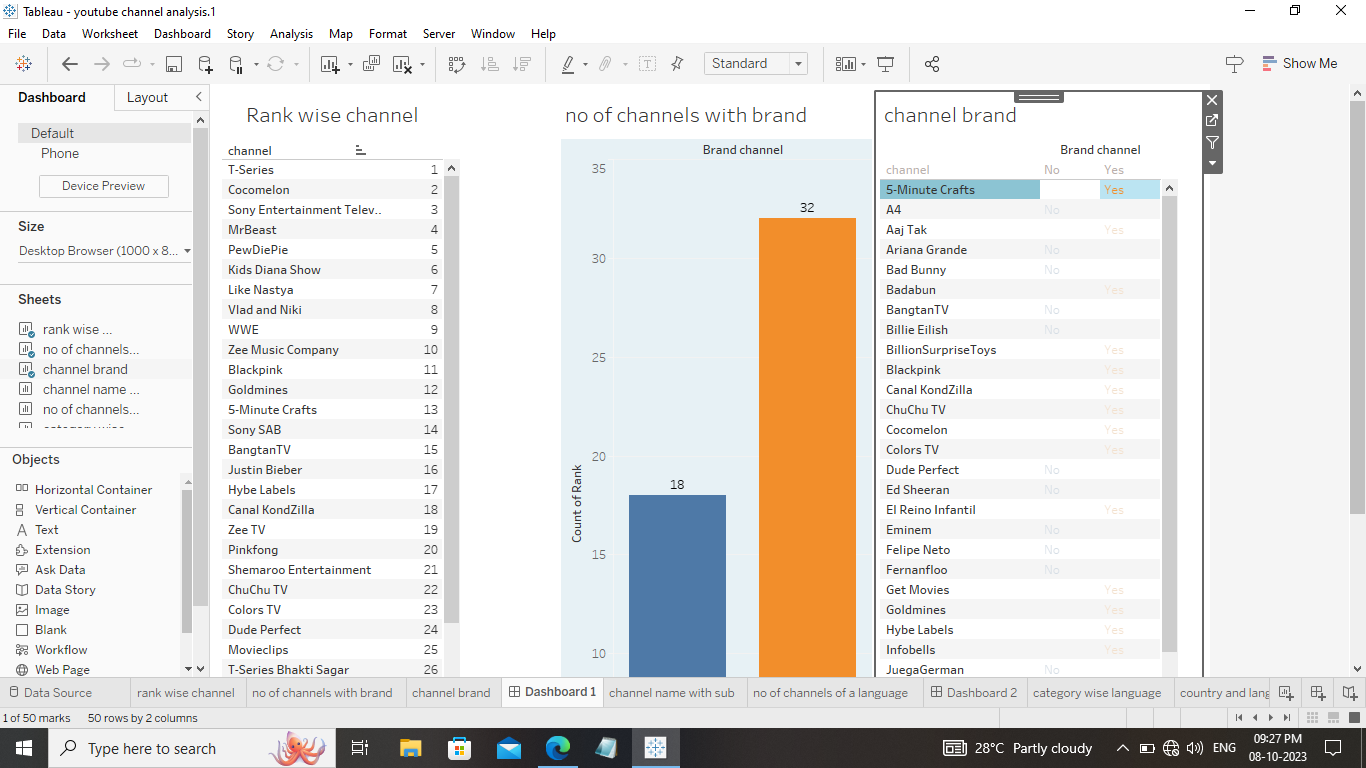 Tableau - youtube channel analysis.1
File Data Worksheet Dashboard Story Analysis Map Format Server Window Help
Standard
Show Me
Dashboard Layout
Default
Phone
Device Preview
Size
Desktop Browser (1000 x 8...
Sheets
rank wise ...
no of channels...
channel brand
channel name ...
no of channels...
Objects
Horizontal Container
Vertical Container
Text
Extension
Ask Data
Data Story
Image
Blank
Workflow
Web Page
Rank wise channel
channel
T-Series 1
Cocomelon 2
Sony Entertainment Telev.. 3
MrBeast 4
PewDiePie 5
Kids Diana Show 6
Like Nastya 7
Vlad and Niki 8
WWE 9
Zee Music Company 10
Blackpink 11
Goldmines 12
5-Minute Crafts 13
Sony SAB 14
BangtanTV 15
Justin Bieber 16
Hybe Labels 17
Canal KondZilla 18
Zee TV 19
Pinkfong 20
Shemaroo Entertainment 21
ChuChu TV 22
Colors TV 23
Dude Perfect 24
Movieclips 25
T-Series Bhakti Sagar 26
no of channels with brand
Brand channel
35
30
25
20
15
10
Count of Rank
18
32
channel brand
Brand channel
channel No Yes
5-Minute Crafts Yes
A4 No
Aaj Tak Yes
Ariana Grande No
Bad Bunny No
Badabun Yes
BangtanTV No
Billie Eilish No
BillionSurpriseToys Yes
Blackpink Yes
Canal KondZilla Yes
ChuChu TV Yes
Cocomelon Yes
Colors TV Yes
Dude Perfect No
Ed Sheeran No
El Reino Infantil Yes
Eminem No
Felipe Neto No
Fernanfloo No
Get Movies Yes
Goldmines Yes
Hybe Labels Yes
Infobells Yes
JuegaGerman No
Data Source rank wise channel no of channels with brand channel brand Dashboard 1 channel name with sub no of channels of a language Dashboard 2 category wise language country and lang
1 of 50 marks 50 rows by 2 columns
Type here to search
28°C Partly cloudy
ENG
09:27 PM
08-10-2023